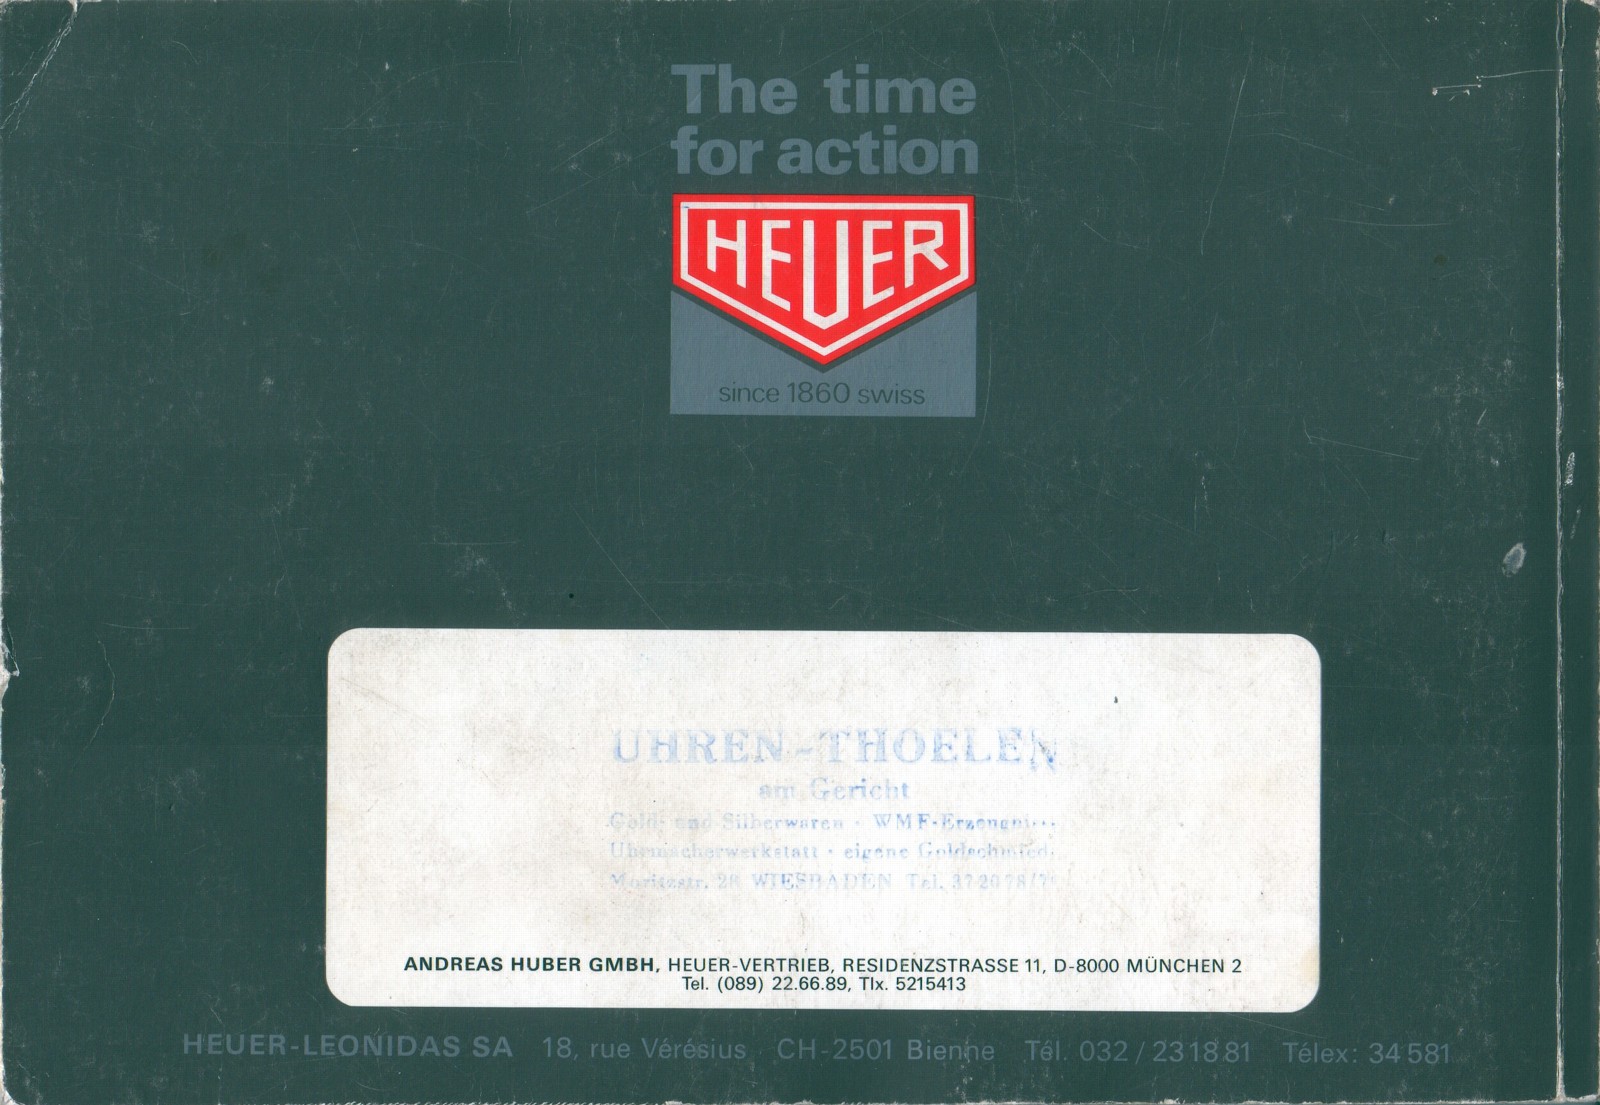 The time
for action
HEUER
since 1860 swiss
UHREN-THOELEN
am Gericht
Gold- und Silberwaren · WMF-
Uhrmacherwerkstatt · eigene
Moritzstr. WIESBADEN Tel.
ANDREAS HUBER GMBH, HEUER-VERTRIEB, RESIDENZSTRASSE 11, D-8000 MÜNCHEN 2
Tel. (089) 22.66.89, Tlx. 5215413
HEUER-LEONIDAS SA 18, rue Vérésius CH-2501 Bienne Tél. 032 / 23 18 81 Télex: 34 581